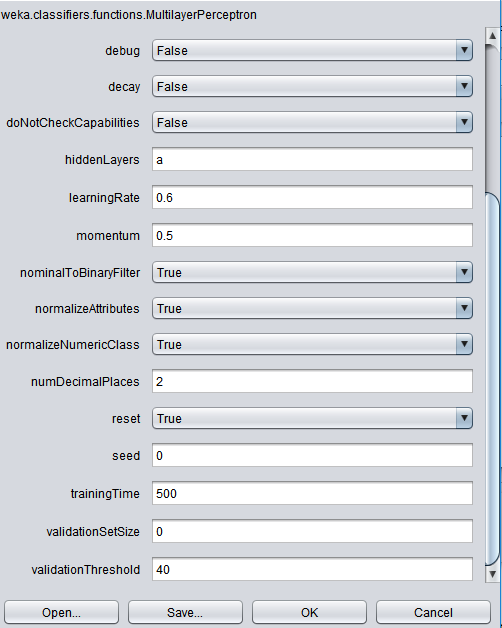 weka.classifiers.functions.MultilayerPerceptron
debug False
decay False
doNotCheckCapabilities False
hiddenLayers a
learningRate 0.6
momentum 0.5
nominalToBinaryFilter True
normalizeAttributes True
normalizeNumericClass True
numDecimalPlaces 2
reset True
seed 0
trainingTime 500
validationSetSize 0
validationThreshold 40
Open... Save... OK Cancel